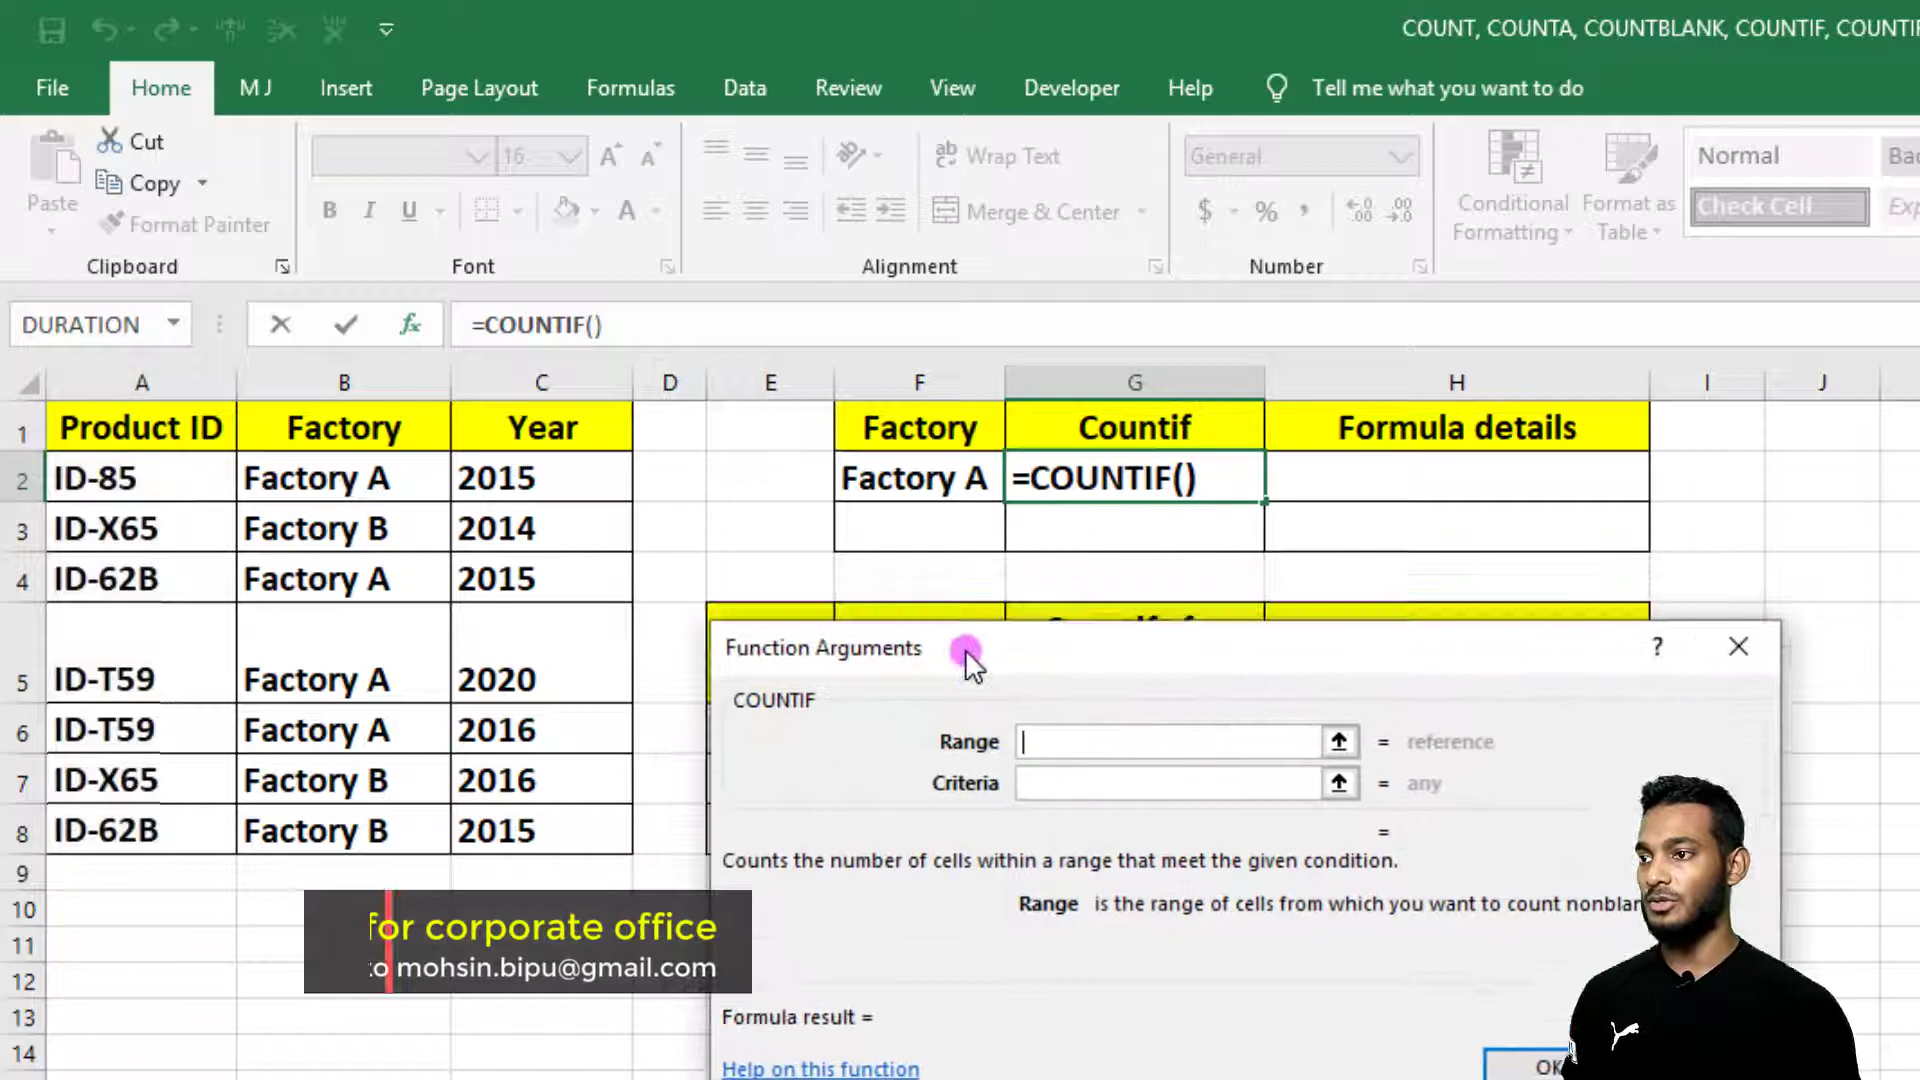 COUNT, COUNTA, COUNTBLANK, COUNTIF, COUNTIF
File Home M J Insert Page Layout Formulas Data Review View Developer Help Tell me what you want to do
Cut
Copy
Paste
Format Painter
Clipboard
16
B I U
Font
Wrap Text
Merge & Center
Alignment
General
$ % ,
Number
Conditional Formatting
Format as Table
Normal
Check Cell
Clipboard
DURATION fx =COUNTIF()
A B C D E F G H I J
1 Product ID Factory Year Factory Countif Formula details
2 ID-85 Factory A 2015 Factory A =COUNTIF()
3 ID-X65 Factory B 2014
4 ID-62B Factory A 2015
5 ID-T59 Factory A 2020
6 ID-T59 Factory A 2016
7 ID-X65 Factory B 2016
8 ID-62B Factory B 2015
9
10
11
12
13
14
Function Arguments ?
COUNTIF
Range = reference
Criteria = any
=
Counts the number of cells within a range that meet the given condition.
Range is the range of cells from which you want to count
Formula result =
Help on this function
OK
for corporate office
to mohsin.bipu@gmail.com